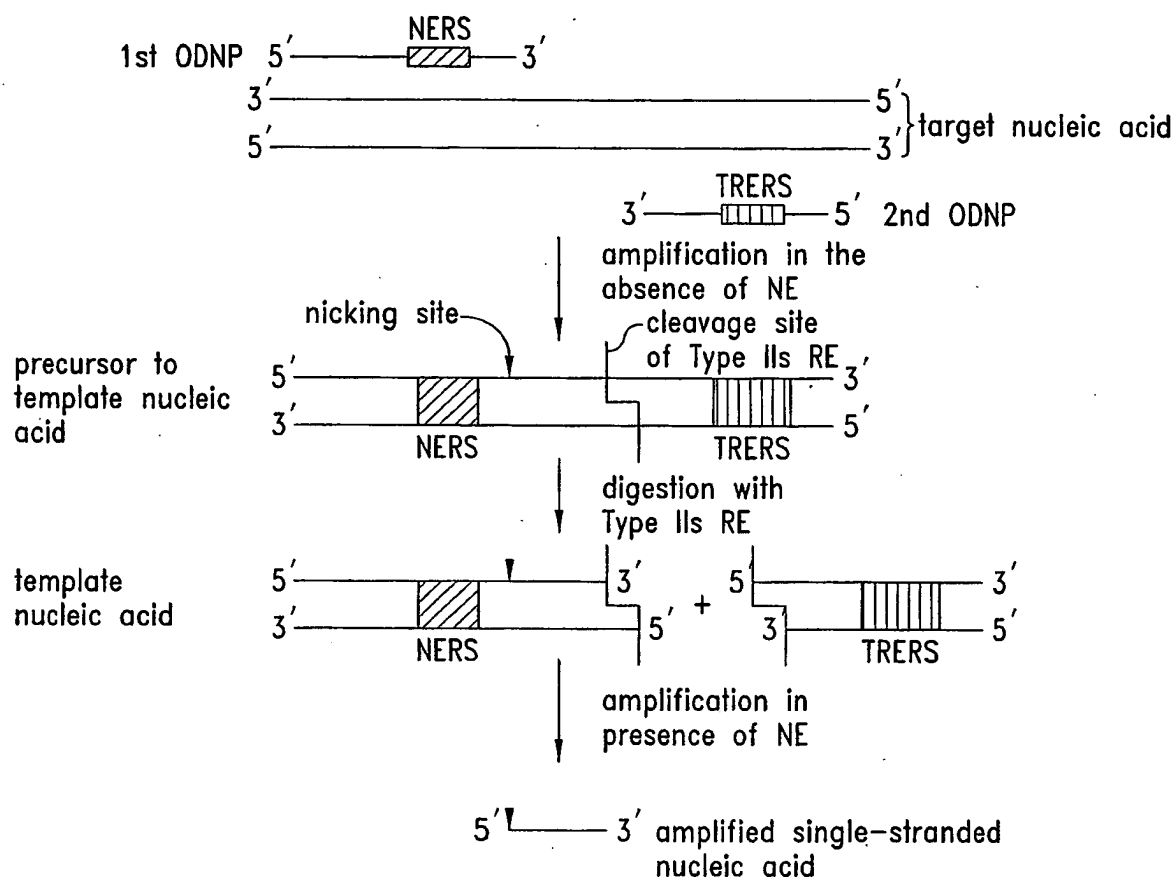 NERS
1st ODNP 5′ 3′
3′ 5′
target nucleic acid
5′ 3′
TRERS
3′ 5′ 2nd ODNP
amplification in the
absence of NE
nicking site
cleavage site
of Type IIs RE
precursor to
template nucleic
acid
5′ 3′
3′ 5′
NERS TRERS
digestion with
Type IIs RE
template
nucleic acid
5′ 3′ 5′ 3′
+
3′ 5′ 3′ 5′
NERS TRERS
amplification in
presence of NE
5′ 3′ amplified single-stranded
nucleic acid